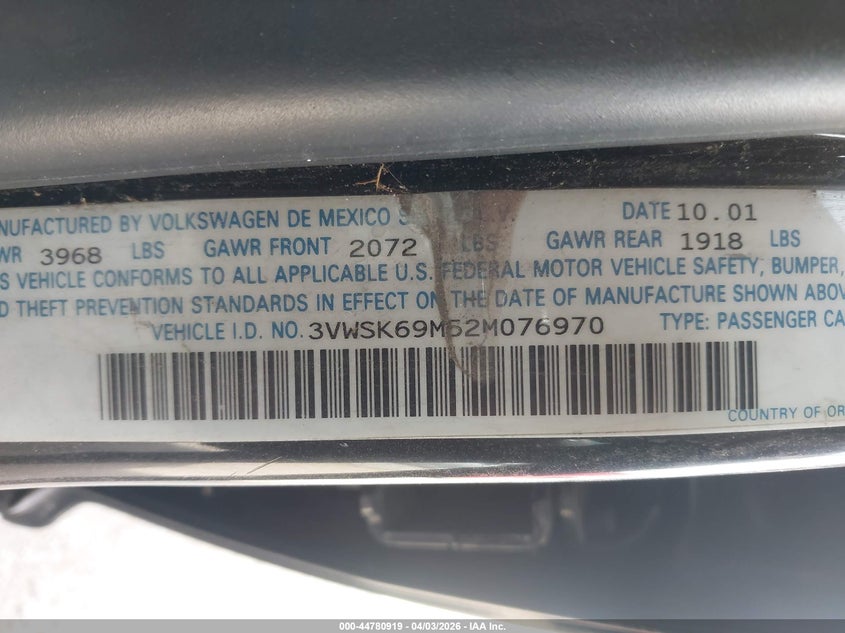 NUFACTURED BY VOLKSWAGEN DE MEXICO S DATE 10.01
WR 3968 LBS GAWR FRONT 2072 LBS GAWR REAR 1918 LBS
S VEHICLE CONFORMS TO ALL APPLICABLE U.S. FEDERAL MOTOR VEHICLE SAFETY, BUMPER,
D THEFT PREVENTION STANDARDS IN EFFECT ON THE DATE OF MANUFACTURE SHOWN ABOV
VEHICLE I.D. NO. 3VWSK69M52M076970 TYPE: PASSENGER CA
COUNTRY OF OR
000-44780919 - 04/03/2026 - IAA Inc.